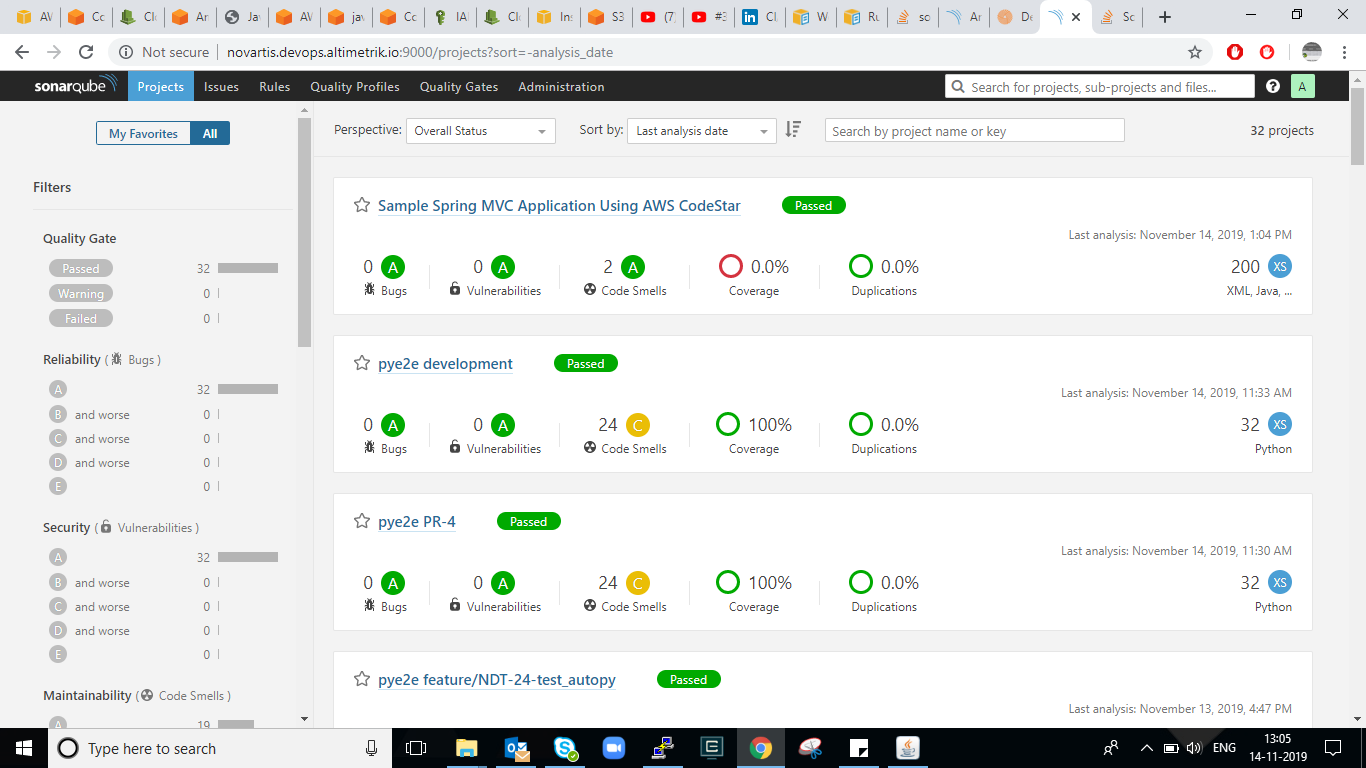 AW
Cc
Clo
Ar
Jav
AW
jav
Cc
IAI
Clo
Ins
S3
(7)
#3
CL
W
Ru
so
Ar
De
Sc
Not secure
novartis.devops.altimetrik.io:9000/projects?sort=-analysis_date
sonarqube Projects Issues Rules Quality Profiles Quality Gates Administration Search for projects, sub-projects and files... ? A
My Favorites All
Filters
Quality Gate
Passed 32
Warning 0
Failed 0
Reliability ( Bugs )
A 32
B and worse 0
C and worse 0
D and worse 0
E 0
Security ( Vulnerabilities )
A 32
B and worse 0
C and worse 0
D and worse 0
E 0
Maintainability ( Code Smells )
A 19
Perspective: Overall Status Sort by: Last analysis date Search by project name or key 32 projects
Sample Spring MVC Application Using AWS CodeStar Passed
Last analysis: November 14, 2019, 1:04 PM
0 A 0 A 2 A 0.0% 0.0% 200 XS
Bugs Vulnerabilities Code Smells Coverage Duplications XML, Java, ...
pye2e development Passed
Last analysis: November 14, 2019, 11:33 AM
0 A 0 A 24 C 100% 0.0% 32 XS
Bugs Vulnerabilities Code Smells Coverage Duplications Python
pye2e PR-4 Passed
Last analysis: November 14, 2019, 11:30 AM
0 A 0 A 24 C 100% 0.0% 32 XS
Bugs Vulnerabilities Code Smells Coverage Duplications Python
pye2e feature/NDT-24-test_autopy Passed
Last analysis: November 13, 2019, 4:47 PM
Type here to search
ENG
13:05
14-11-2019